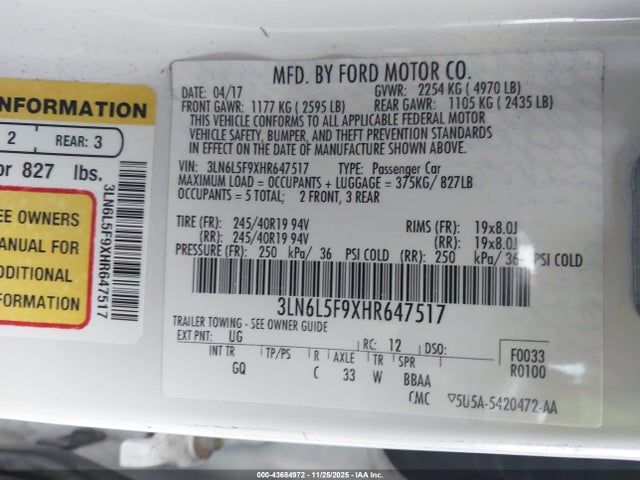 INFORMATION
2 REAR: 3
or 827 lbs.
SEE OWNERS
MANUAL FOR
ADDITIONAL
INFORMATION
3LN6L5F9XHR647517
MFD. BY FORD MOTOR CO.
DATE: 04/17 GVWR: 2254 KG ( 4970 LB)
FRONT GAWR: 1177 KG ( 2595 LB) REAR GAWR: 1105 KG ( 2435 LB)
THIS VEHICLE CONFORMS TO ALL APPLICABLE FEDERAL MOTOR
VEHICLE SAFETY, BUMPER, AND THEFT PREVENTION STANDARDS
IN EFFECT ON THE DATE OF MANUFACTURE SHOWN ABOVE.
VIN: 3LN6L5F9XHR647517 TYPE: Passenger Car
MAXIMUM LOAD = OCCUPANTS + LUGGAGE = 375KG/ 827LB
OCCUPANTS = 5 TOTAL; 2 FRONT, 3 REAR
TIRE (FR): 245/40R19 94V RIMS (FR): 19x8.0J
(RR): 245/40R19 94V (RR): 19x8.0J
PRESSURE (FR): 250 kPa/ 36 PSI COLD (RR): 250 kPa/ 36 PSI COLD
3LN6L5F9XHR647517
TRAILER TOWING - SEE OWNER GUIDE
EXT PNT: UG RC: 12 DSO: F0033
INT TR TP/PS R AXLE TR SPR R0100
GQ C 33 W BBAA
CMC ▽5U5A-5420472-AA
000-43684972 - 11/25/2025 - IAAI.com